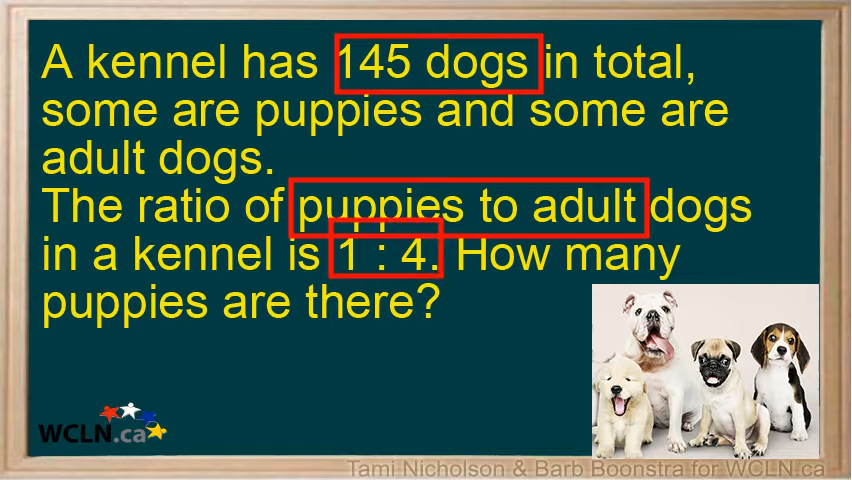 A kennel has 145 dogs in total,
some are puppies and some are
adult dogs.
The ratio of puppies to adult dogs
in a kennel is 1 : 4. How many
puppies are there?
WCLN.ca
Tami Nicholson & Barb Boonstra for WCLN.ca